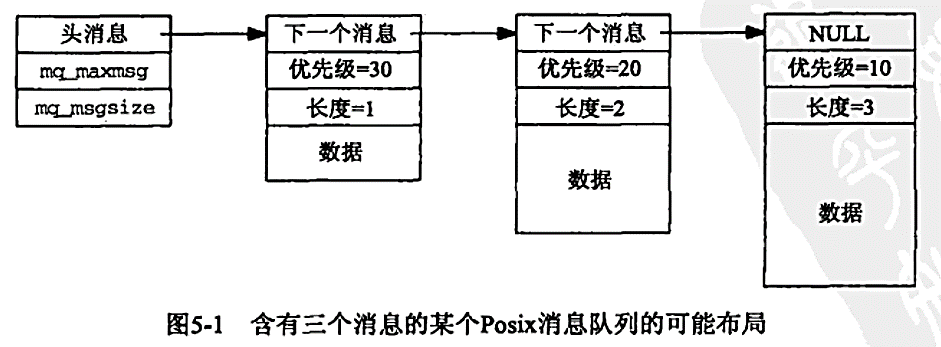 头消息
mq_maxmsg
mq_msgsize
下一个消息
优先级=30
长度=1
数据
下一个消息
优先级=20
长度=2
数据
NULL
优先级=10
长度=3
数据
图5-1 含有三个消息的某个Posix消息队列的可能布局